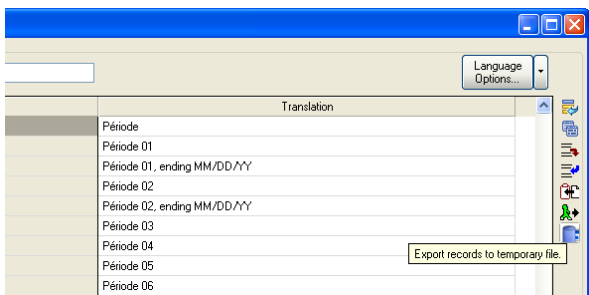 Language
Options...
Translation
Période
Période 01
Période 01, ending MM/DD/YY
Période 02
Période 02, ending MM/DD/YY
Période 03
Période 04
Export records to temporary file.
Période 05
Période 06